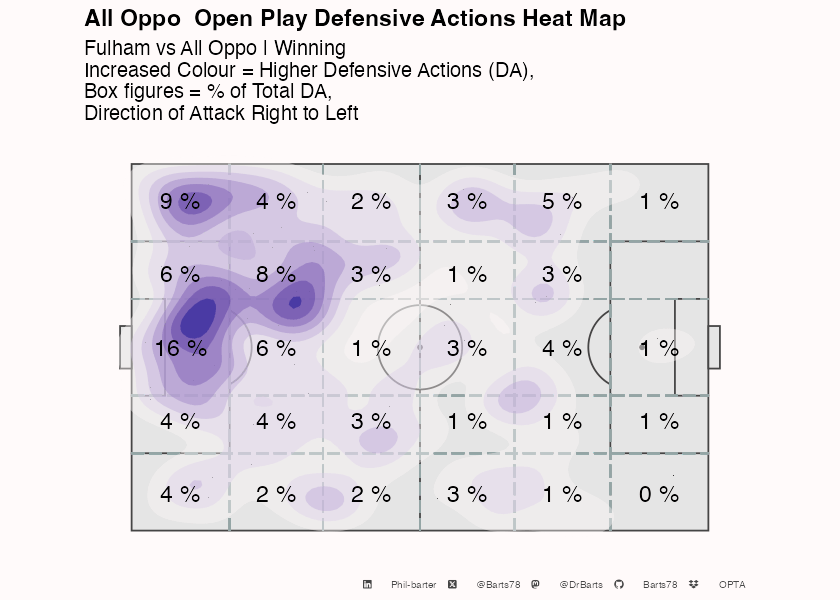 All Oppo  Open Play Defensive Actions Heat Map
Fulham vs All Oppo | Winning
Increased Colour = Higher Defensive Actions (DA),
Box figures = % of Total DA,
Direction of Attack Right to Left
9 % 4 % 2 % 3 % 5 % 1 %
6 % 8 % 3 % 1 % 3 %
16 % 6 % 1 % 3 % 4 % 1 %
4 % 4 % 3 % 1 % 1 % 1 %
4 % 2 % 2 % 3 % 1 % 0 %
Phil-barter @Barts78 @DrBarts Barts78 OPTA